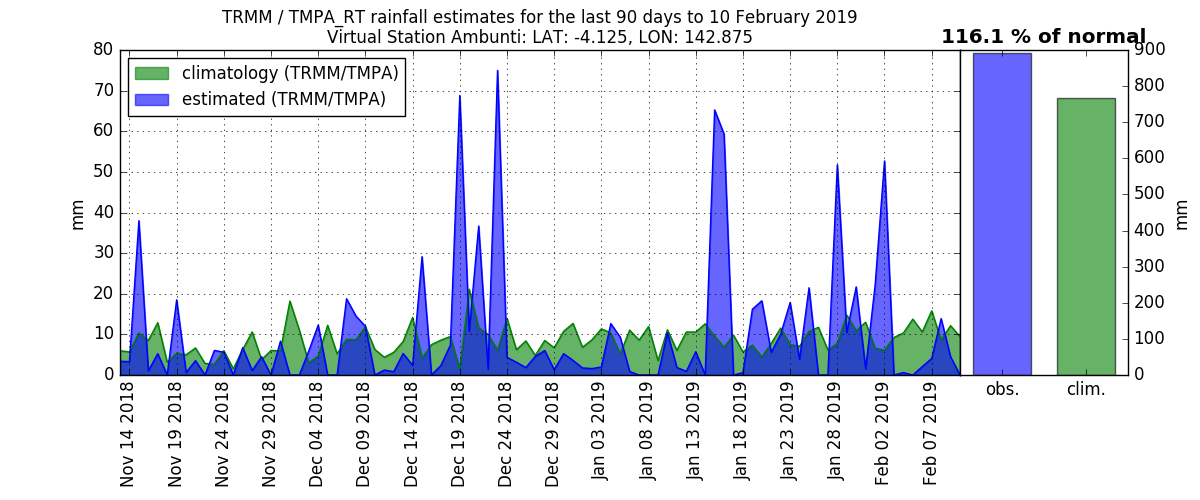 TRMM / TMPA_RT rainfall estimates for the last 90 days to 10 February 2019
Virtual Station Ambunti: LAT: -4.125, LON: 142.875
116.1 % of normal
climatology (TRMM/TMPA)
estimated (TRMM/TMPA)
mm
80
70
60
50
40
30
20
10
0
Nov 14 2018
Nov 19 2018
Nov 24 2018
Nov 29 2018
Dec 04 2018
Dec 09 2018
Dec 14 2018
Dec 19 2018
Dec 24 2018
Dec 29 2018
Jan 03 2019
Jan 08 2019
Jan 13 2019
Jan 18 2019
Jan 23 2019
Jan 28 2019
Feb 02 2019
Feb 07 2019
900
800
700
600
500
400
300
200
100
0
mm
obs.
clim.